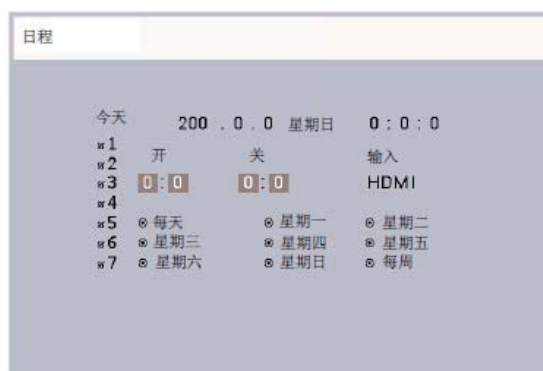 日程
今天 200 . 0 . 0 星期日 0 : 0 : 0
1
2 开 关 输入
3 0 : 0 0 : 0 HDMI
4
5 每天 星期一 星期二
6 星期三 星期四 星期五
7 星期六 星期日 每周